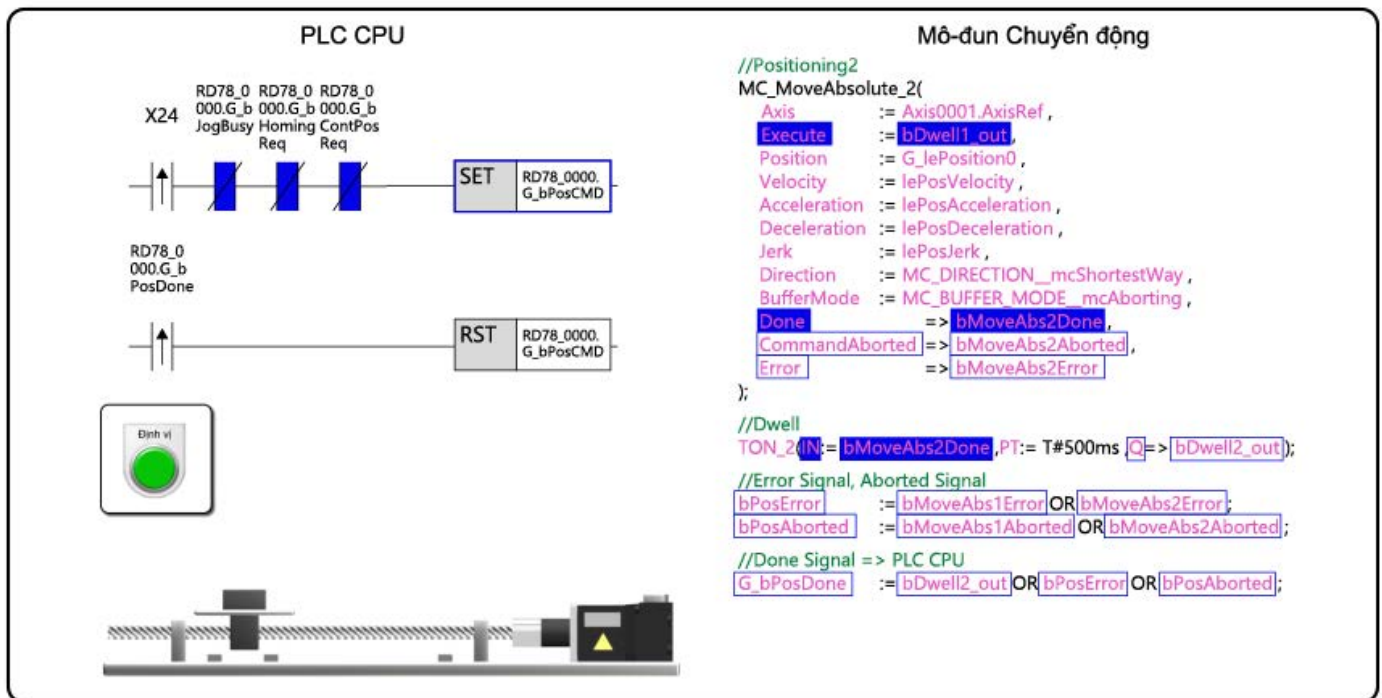 PLC CPU
X24
RD78_0
000.G_b
JogBusy
RD78_0
000.G_b
Homing
Req
RD78_0
000.G_b
ContPos
Req
SET
RD78_0000.
G_bPosCMD
RD78_0
000.G_b
PosDone
RST
RD78_0000.
G_bPosCMD
Định vị
Mô-đun Chuyển động
//Positioning2
MC_MoveAbsolute_2(
Axis := Axis0001.AxisRef ,
Execute := bDwell1_out ,
Position := G_lePosition0 ,
Velocity := lePosVelocity ,
Acceleration := lePosAcceleration ,
Deceleration := lePosDeceleration ,
Jerk := lePosJerk ,
Direction := MC_DIRECTION__mcShortestWay ,
BufferMode := MC_BUFFER_MODE__mcAborting ,
Done => bMoveAbs2Done ,
CommandAborted => bMoveAbs2Aborted ,
Error => bMoveAbs2Error
);
//Dwell
TON_2(IN:= bMoveAbs2Done ,PT:= T#500ms ,Q=> bDwell2_out );
//Error Signal, Aborted Signal
bPosError := bMoveAbs1Error OR bMoveAbs2Error ;
bPosAborted := bMoveAbs1Aborted OR bMoveAbs2Aborted ;
//Done Signal => PLC CPU
G_bPosDone := bDwell2_out OR bPosError OR bPosAborted ;